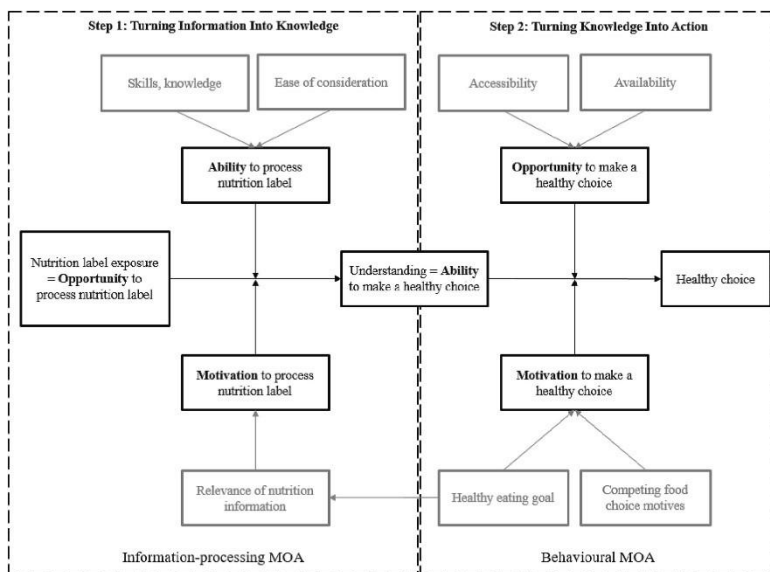 Step 1: Turning Information Into Knowledge
Step 2: Turning Knowledge Into Action
Skills, knowledge
Ease of consideration
Accessibility
Availability
Ability to process
nutrition label
Opportunity to make a
healthy choice
Nutrition label exposure
= Opportunity to
process nutrition label
Understanding = Ability
to make a healthy choice
Healthy choice
Motivation to process
nutrition label
Motivation to make a
healthy choice
Relevance of nutrition
information
Healthy eating goal
Competing food
choice motives
Information-processing MOA
Behavioural MOA